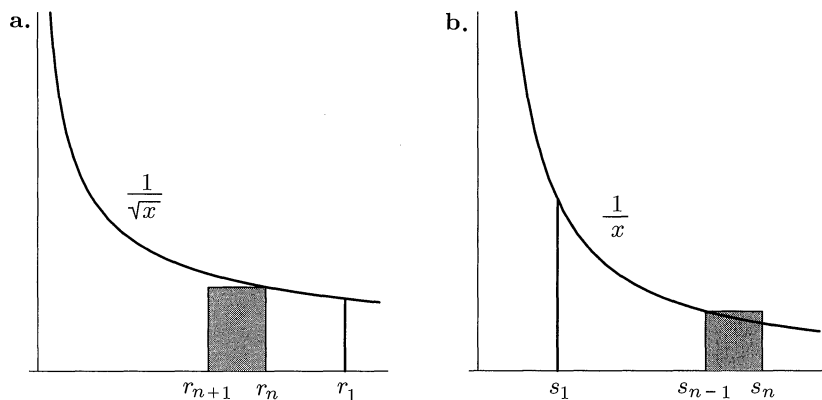 a.
1/√x
r_{n+1} r_n r_1
b.
1/x
s_1 s_{n-1} s_n